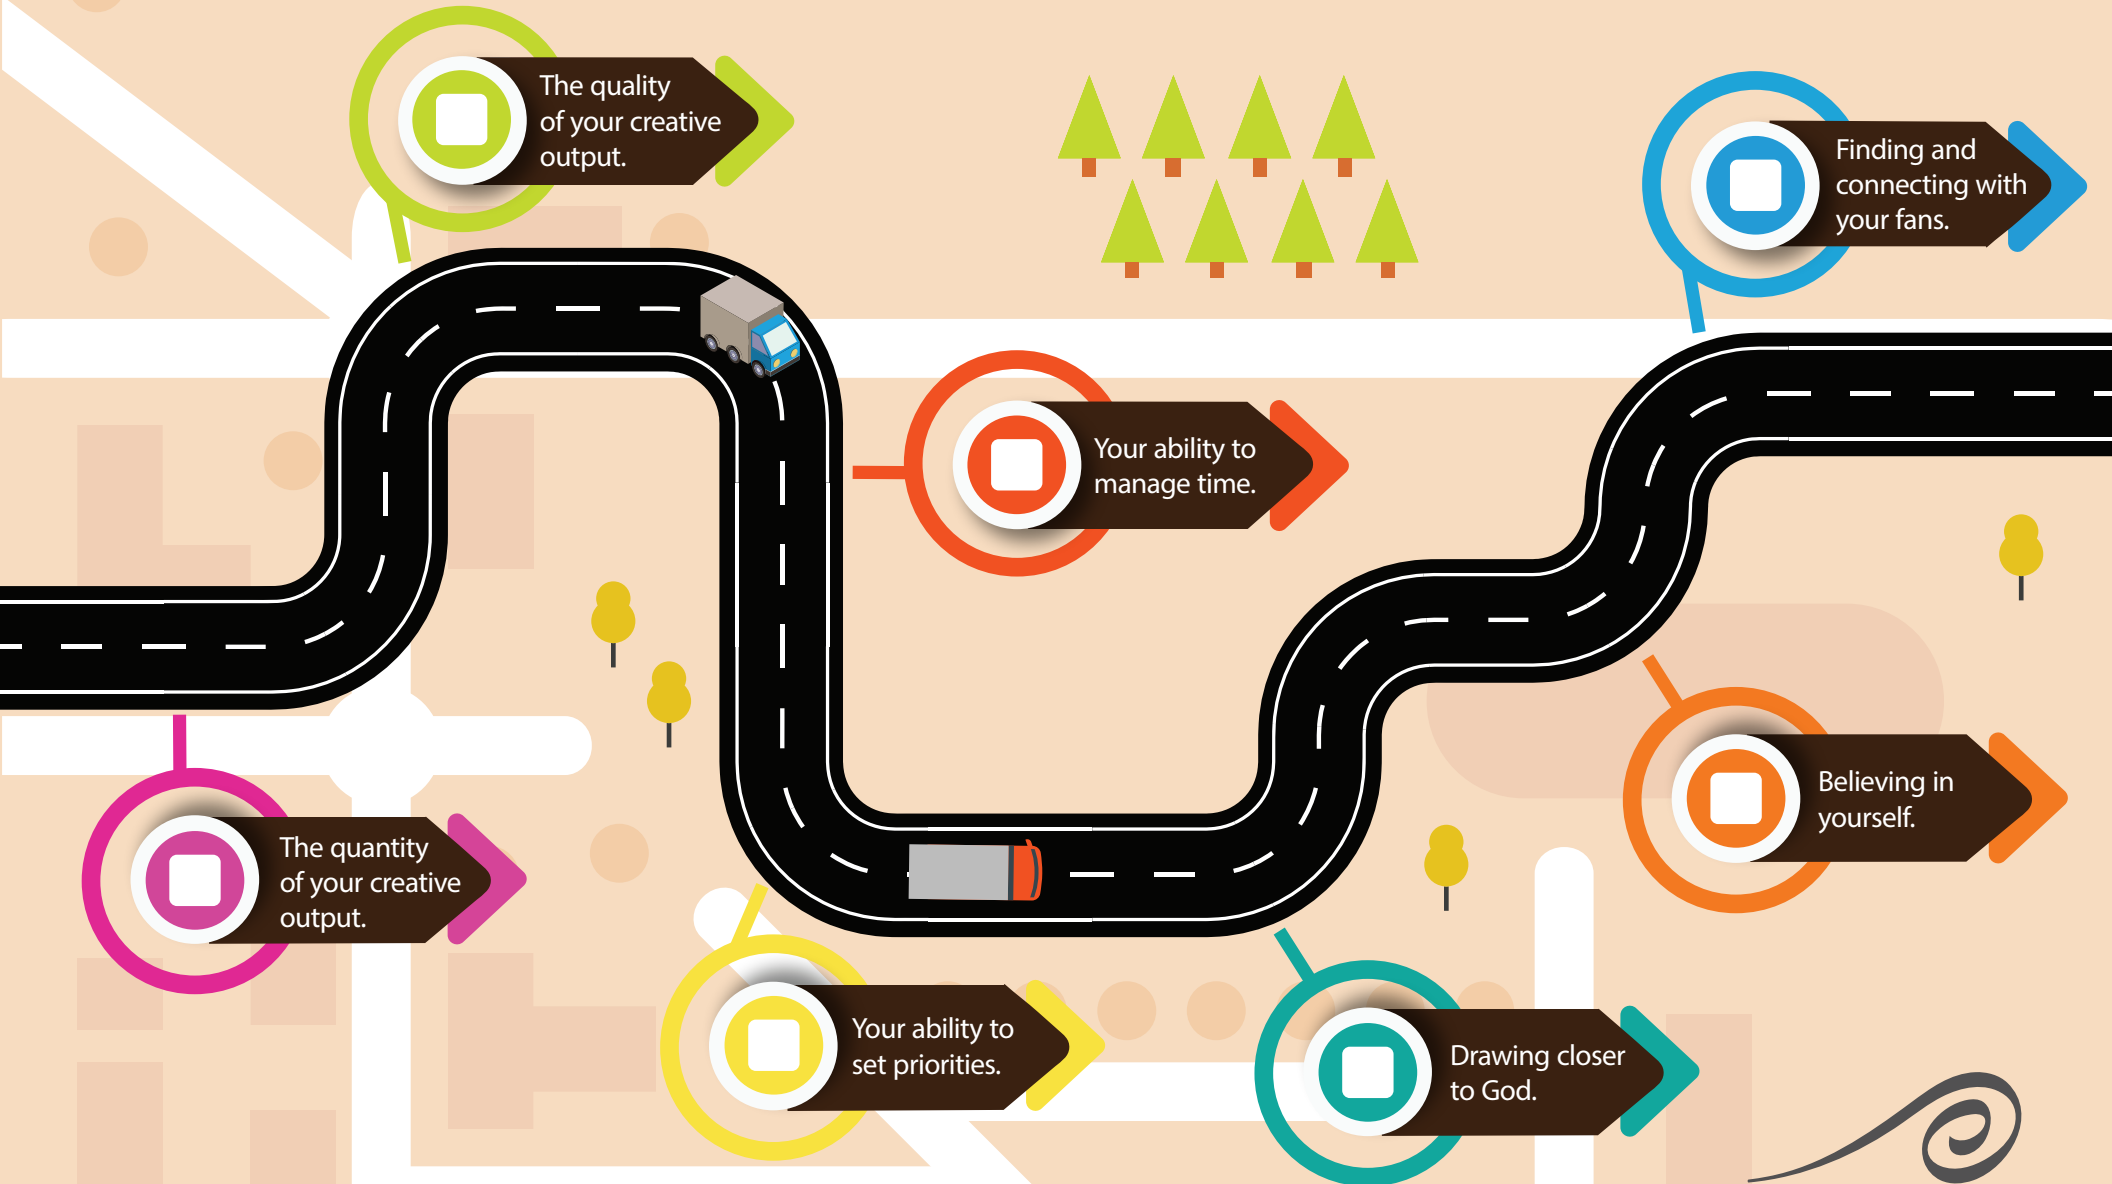 The quality
of your creative
output.
Finding and
connecting with
your fans.
Your ability to
manage time.
Believing in
yourself.
The quantity
of your creative
output.
Your ability to
set priorities.
Drawing closer
to God.